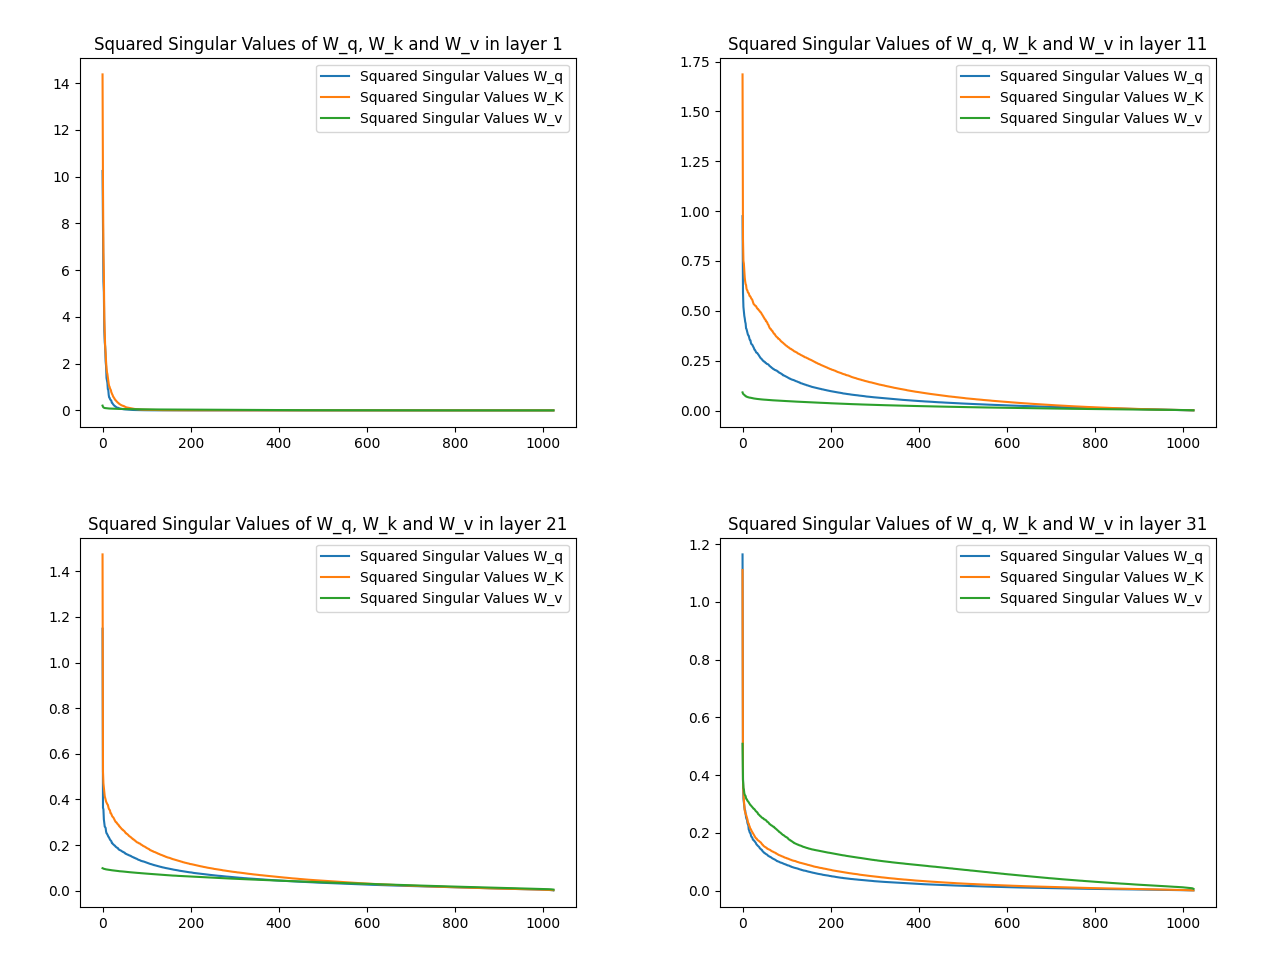 Squared Singular Values of W_q, W_k and W_v in layer 1
Squared Singular Values W_q
Squared Singular Values W_K
Squared Singular Values W_v
14
12
10
8
6
4
2
0
0 200 400 600 800 1000
Squared Singular Values of W_q, W_k and W_v in layer 11
Squared Singular Values W_q
Squared Singular Values W_K
Squared Singular Values W_v
1.75
1.50
1.25
1.00
0.75
0.50
0.25
0.00
0 200 400 600 800 1000
Squared Singular Values of W_q, W_k and W_v in layer 21
Squared Singular Values W_q
Squared Singular Values W_K
Squared Singular Values W_v
1.4
1.2
1.0
0.8
0.6
0.4
0.2
0.0
0 200 400 600 800 1000
Squared Singular Values of W_q, W_k and W_v in layer 31
Squared Singular Values W_q
Squared Singular Values W_K
Squared Singular Values W_v
1.2
1.0
0.8
0.6
0.4
0.2
0.0
0 200 400 600 800 1000